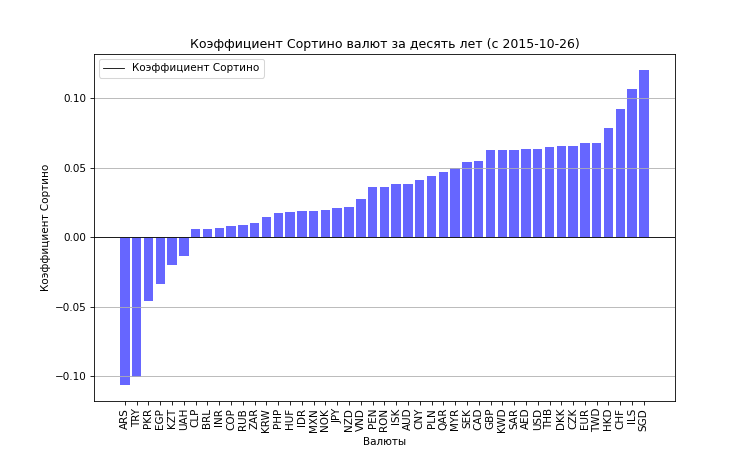 Коэффициент Сортино валют за десять лет (с 2015-10-26)
Коэффициент Сортино
0.10
0.05
0.00
−0.05
−0.10
Коэффициент Сортино
ARS TRY PKR EGP KZT UAH CLP BRL INR COP RUB ZAR KRW PHP HUF IDR MXN NOK JPY NZD VND PEN RON ISK AUD CNY PLN QAR MYR SEK CAD GBP KWD SAR AED USD THB DKK CZK EUR TWD HKD CHF ILS SGD
Валюты